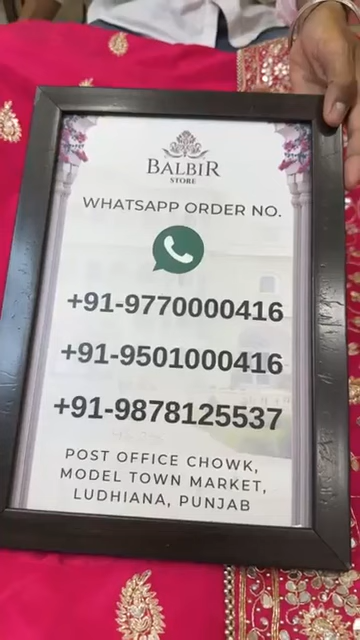 BALBIR
STORE
WHATSAPP ORDER NO.
+91-9770000416
+91-9501000416
+91-9878125537
POST OFFICE CHOWK,
MODEL TOWN MARKET,
LUDHIANA, PUNJAB